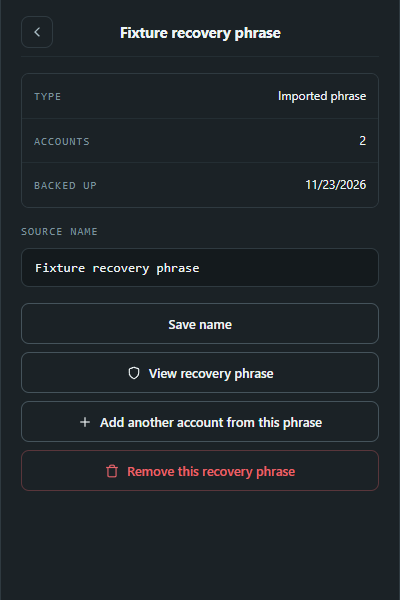 Fixture recovery phrase
TYPE
Imported phrase
ACCOUNTS
2
BACKED UP
11/23/2026
SOURCE NAME
Fixture recovery phrase
Save name
View recovery phrase
Add another account from this phrase
Remove this recovery phrase